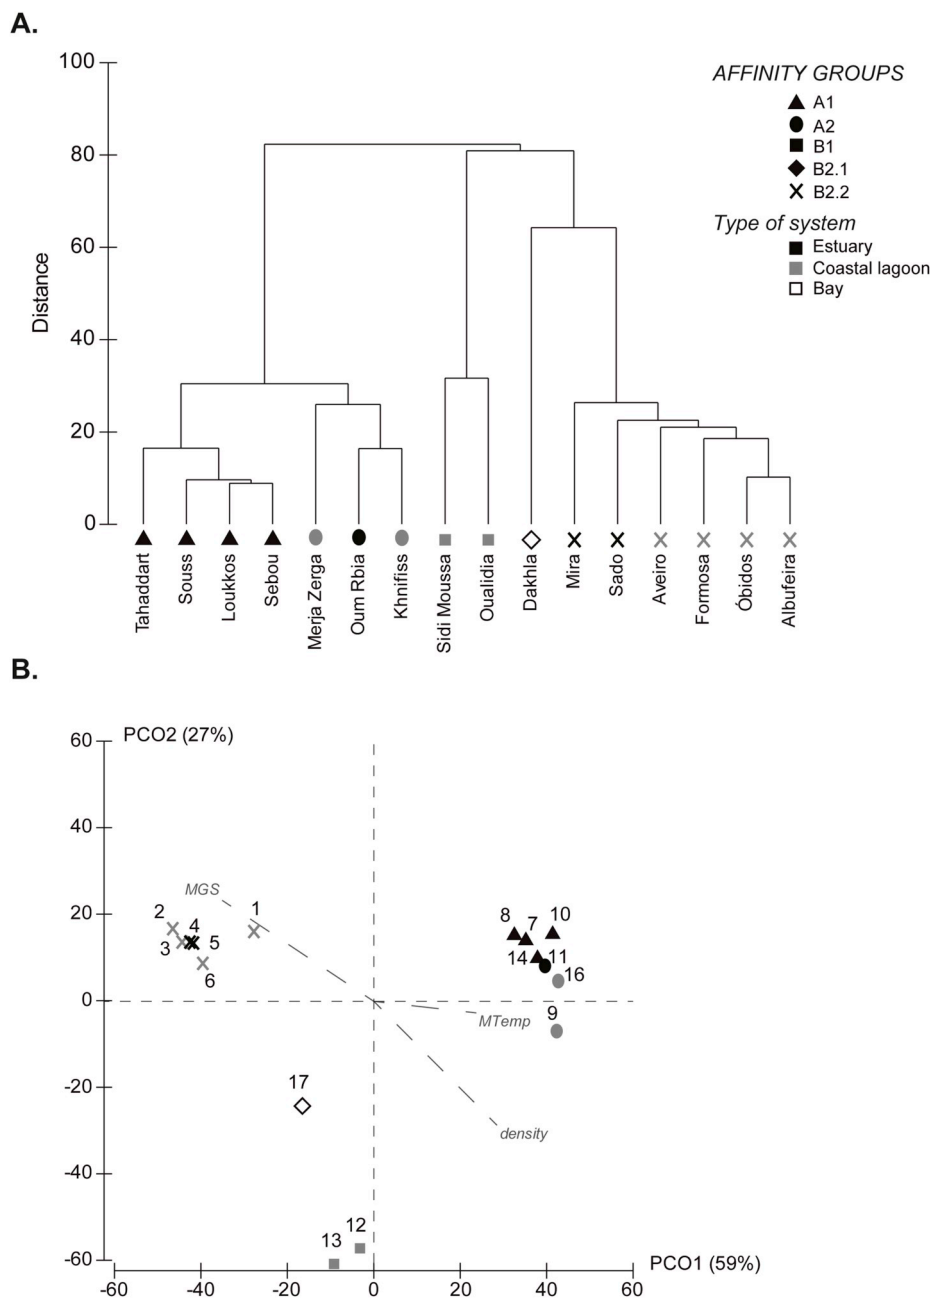 A.
100
80
60
40
20
0
Distance
AFFINITY GROUPS
A1
A2
B1
B2.1
B2.2
Type of system
Estuary
Coastal lagoon
Bay
Tahaddart
Souss
Loukkos
Sebou
Merja Zerga
Oum Rbia
Khnifiss
Sidi Moussa
Oualidia
Dakhla
Mira
Sado
Aveiro
Formosa
Óbidos
Albufeira
B.
PCO2 (27%)
60
40
20
0
-20
-40
-60
MGS
2
1
4
3
5
6
8
7
10
14
11
16
9
MTemp
17
density
12
13
PCO1 (59%)
-60
-40
-20
0
20
40
60